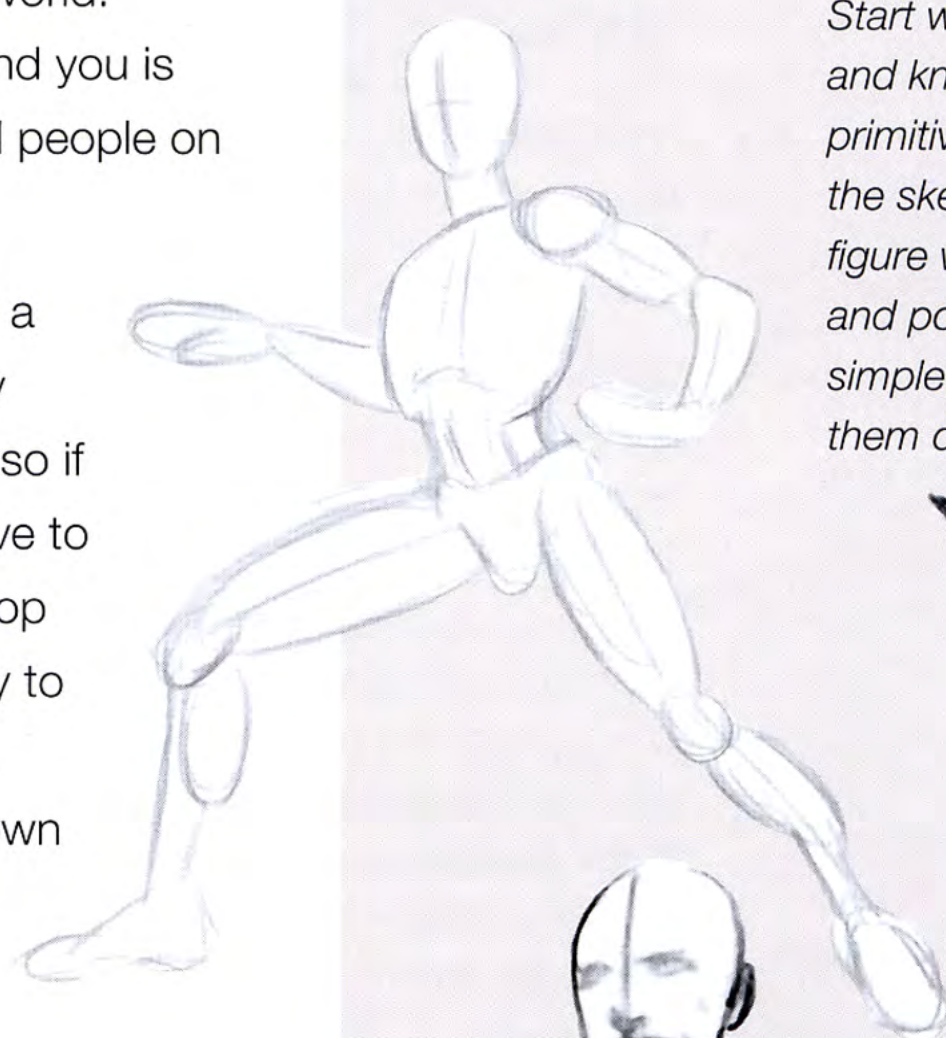 nd you is
people on
a
so if
ve to
op
y to
wn
Start w
and kn
primitiv
the ske
figure
and po
simple
them